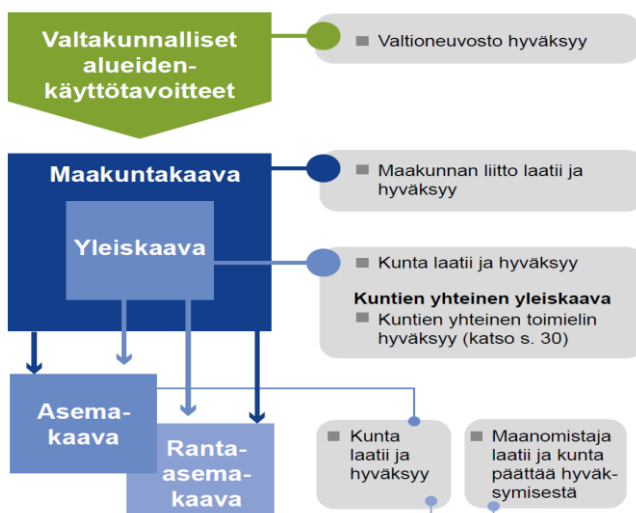 Valtakunnalliset
alueiden-
käyttötavoitteet
Valtioneuvosto hyväksyy
Maakuntakaava
Maakunnan liitto laatii ja
hyväksyy
Yleiskaava
Kunta laatii ja hyväksyy
Kuntien yhteinen yleiskaava
Kuntien yhteinen toimielin
hyväksyy (katso s. 30)
Asema-
kaava
Ranta-
asema-
kaava
Kunta
laatii ja
hyväksyy
Maanomistaja
laatii ja kunta
päättää hyväk-
symisestä